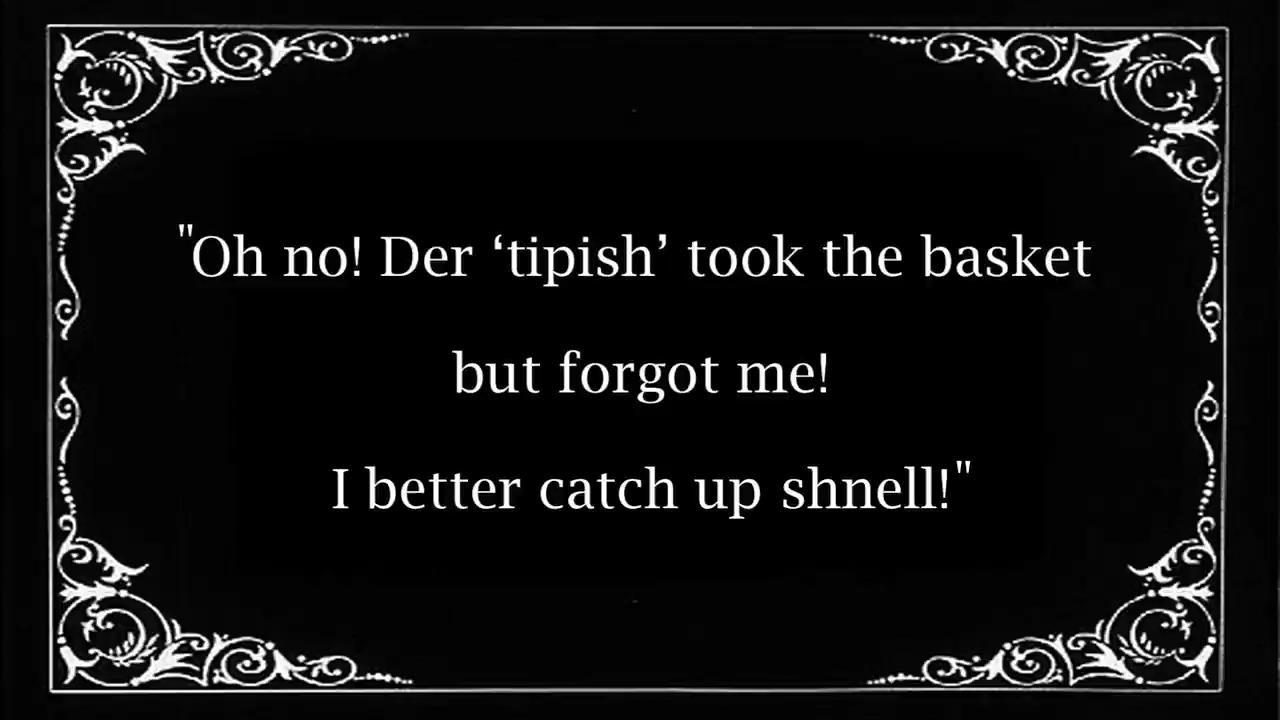 "Oh no! Der ‘tipish’ took the basket
but forgot me!
I better catch up shnell!"